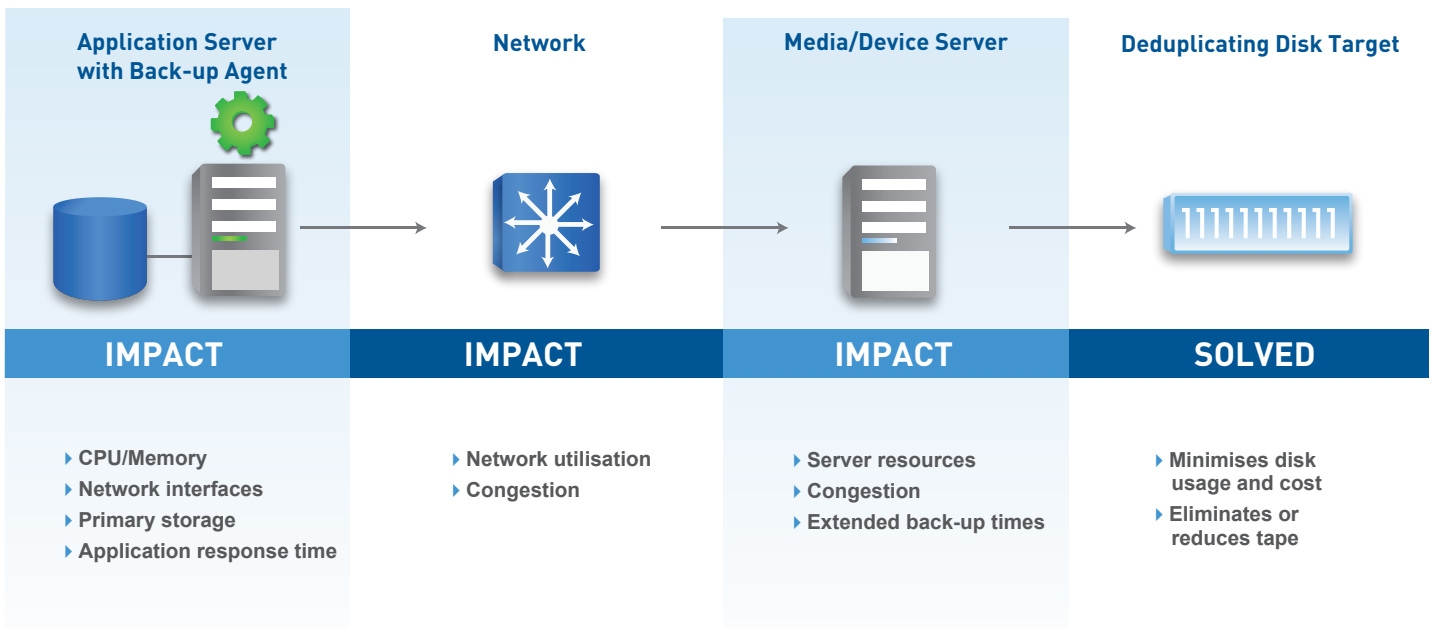 Application Server
with Back-up Agent
Network
Media/Device Server
Deduplicating Disk Target
IMPACT
IMPACT
IMPACT
SOLVED
CPU/Memory
Network interfaces
Primary storage
Application response time
Network utilisation
Congestion
Server resources
Congestion
Extended back-up times
Minimises disk
usage and cost
Eliminates or
reduces tape